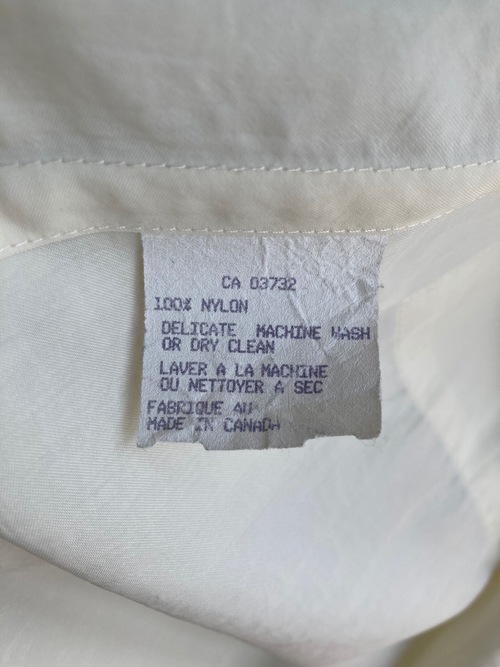 CA 03732
100% NYLON
DELICATE MACHINE WASH
OR DRY CLEAN
LAVER A LA MACHINE
OU NETTOYER A SEC
FABRIQUE AU
MADE IN CANADA